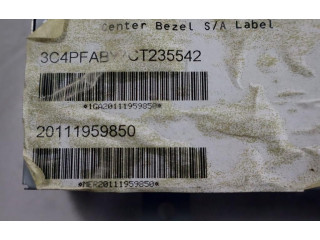 Center Bezel S/A Label
3C4PFAB CT235542
*1GA20111959850*
20111959850
*MER20111959850*